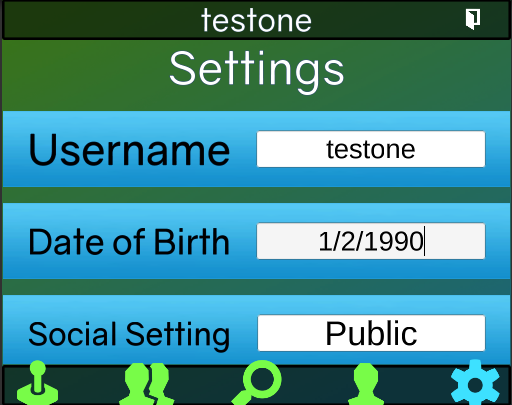 testone
Settings
Username testone
Date of Birth 1/2/1990
Social Setting Public